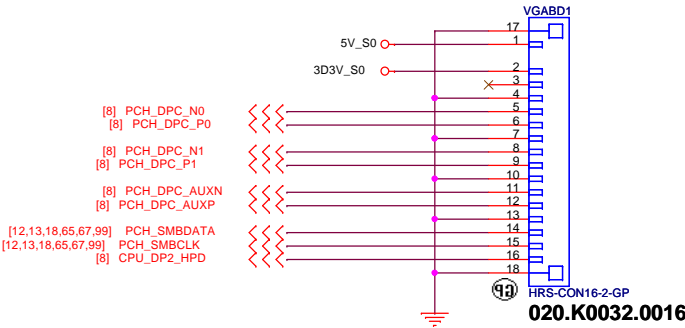 VGABD1
17
5V_S0 1
3D3V_S0 2
3
4
[8] PCH_DPC_N0 5
[8] PCH_DPC_P0 6
7
[8] PCH_DPC_N1 8
[8] PCH_DPC_P1 9
10
[8] PCH_DPC_AUXN 11
[8] PCH_DPC_AUXP 12
13
[12,13,18,65,67,99] PCH_SMBDATA 14
[12,13,18,65,67,99] PCH_SMBCLK 15
[8] CPU_DP2_HPD 16
18
HRS-CON16-2-GP
020.K0032.0016